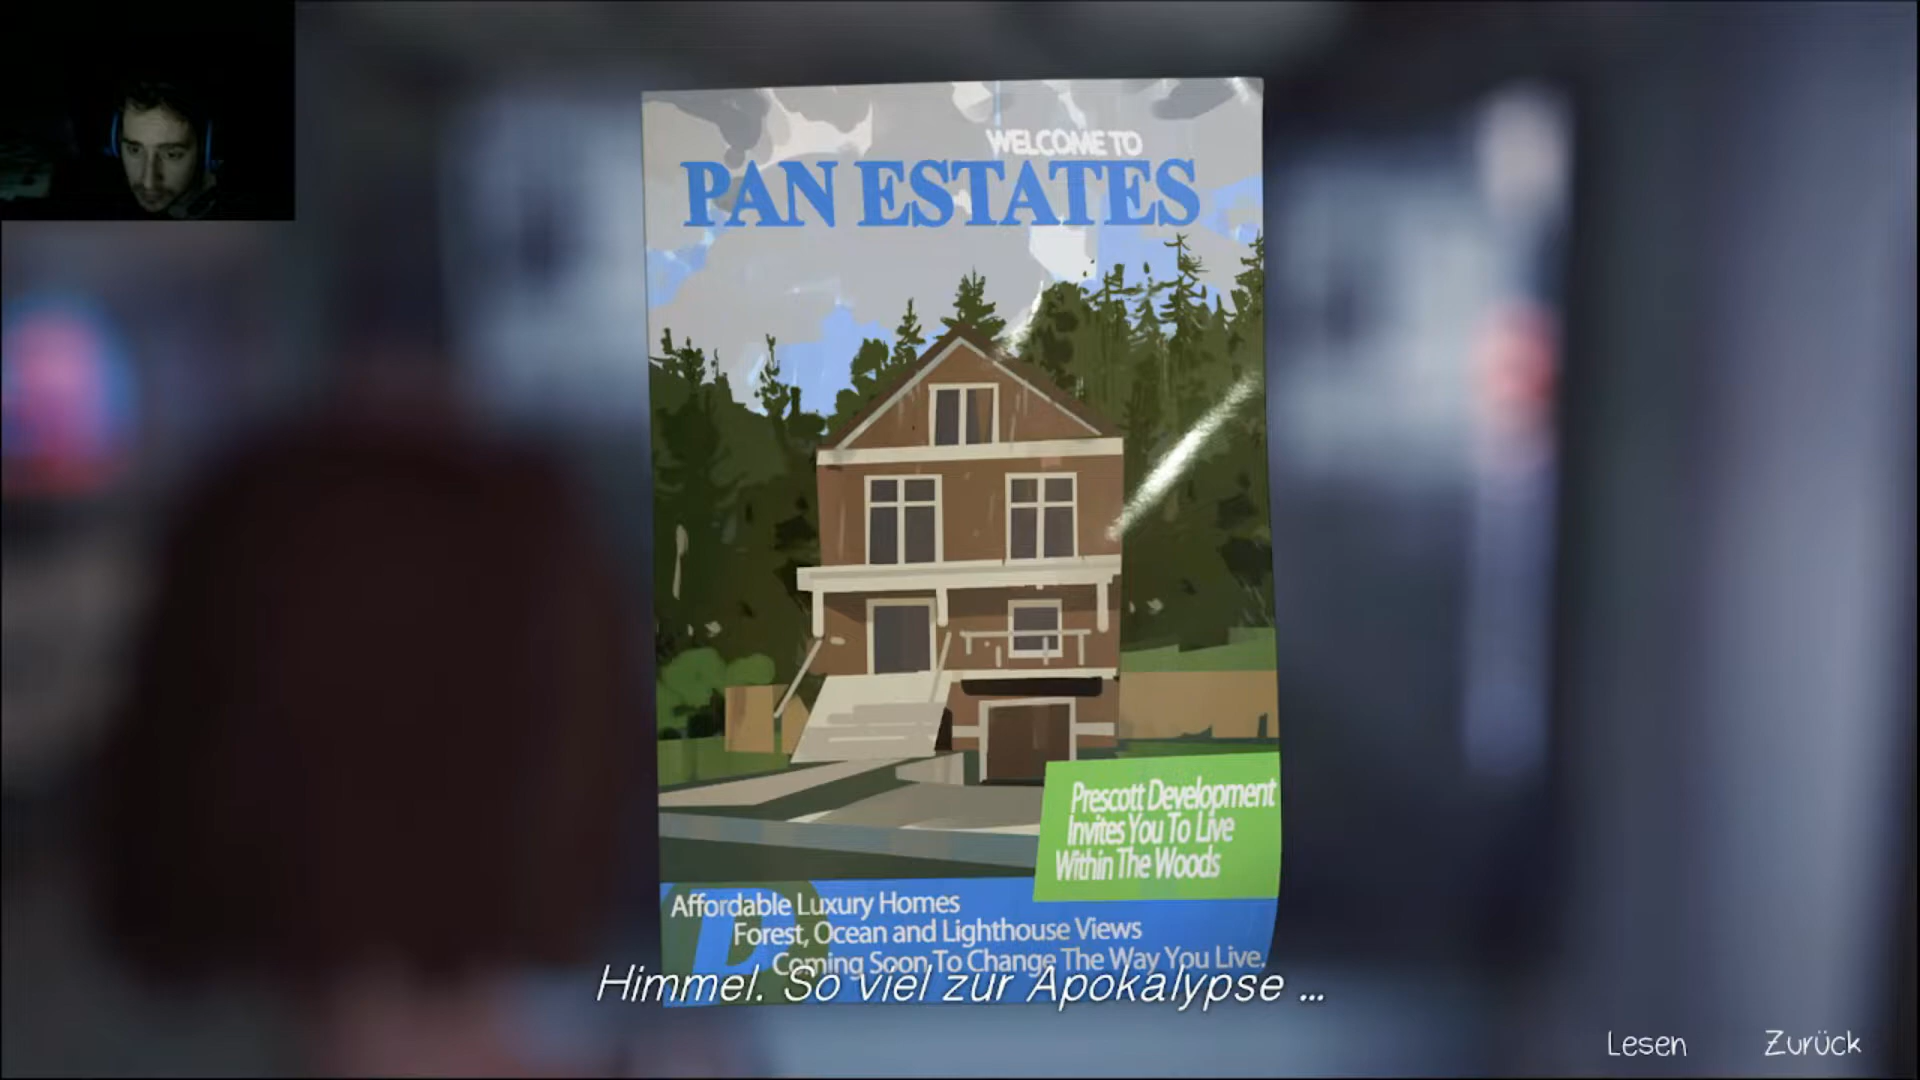 WELCOME TO
PAN ESTATES
Prescott Development
Invites You To Live
Within The Woods
Affordable Luxury Homes
Forest, Ocean and Lighthouse Views
Coming Soon To Change The Way You Live.
Himmel. So viel zur Apokalypse ...
Lesen
Zurück